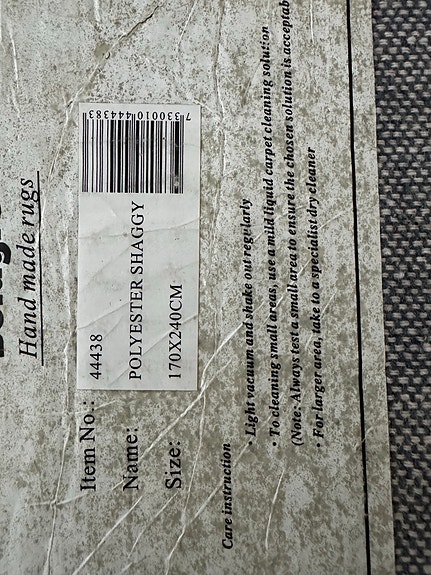 Hand made rugs
Item No.: 44438
Name: POLYESTER SHAGGY
Size: 170X240CM
7330010444383
Care instruction
• Light vacuum and shake out regularly
• To cleaning small areas, use a mild liquid carpet cleaning solution
(Note: Always test a small area to ensure the chosen solution is acceptab
• For larger area, take to a specialist dry cleaner